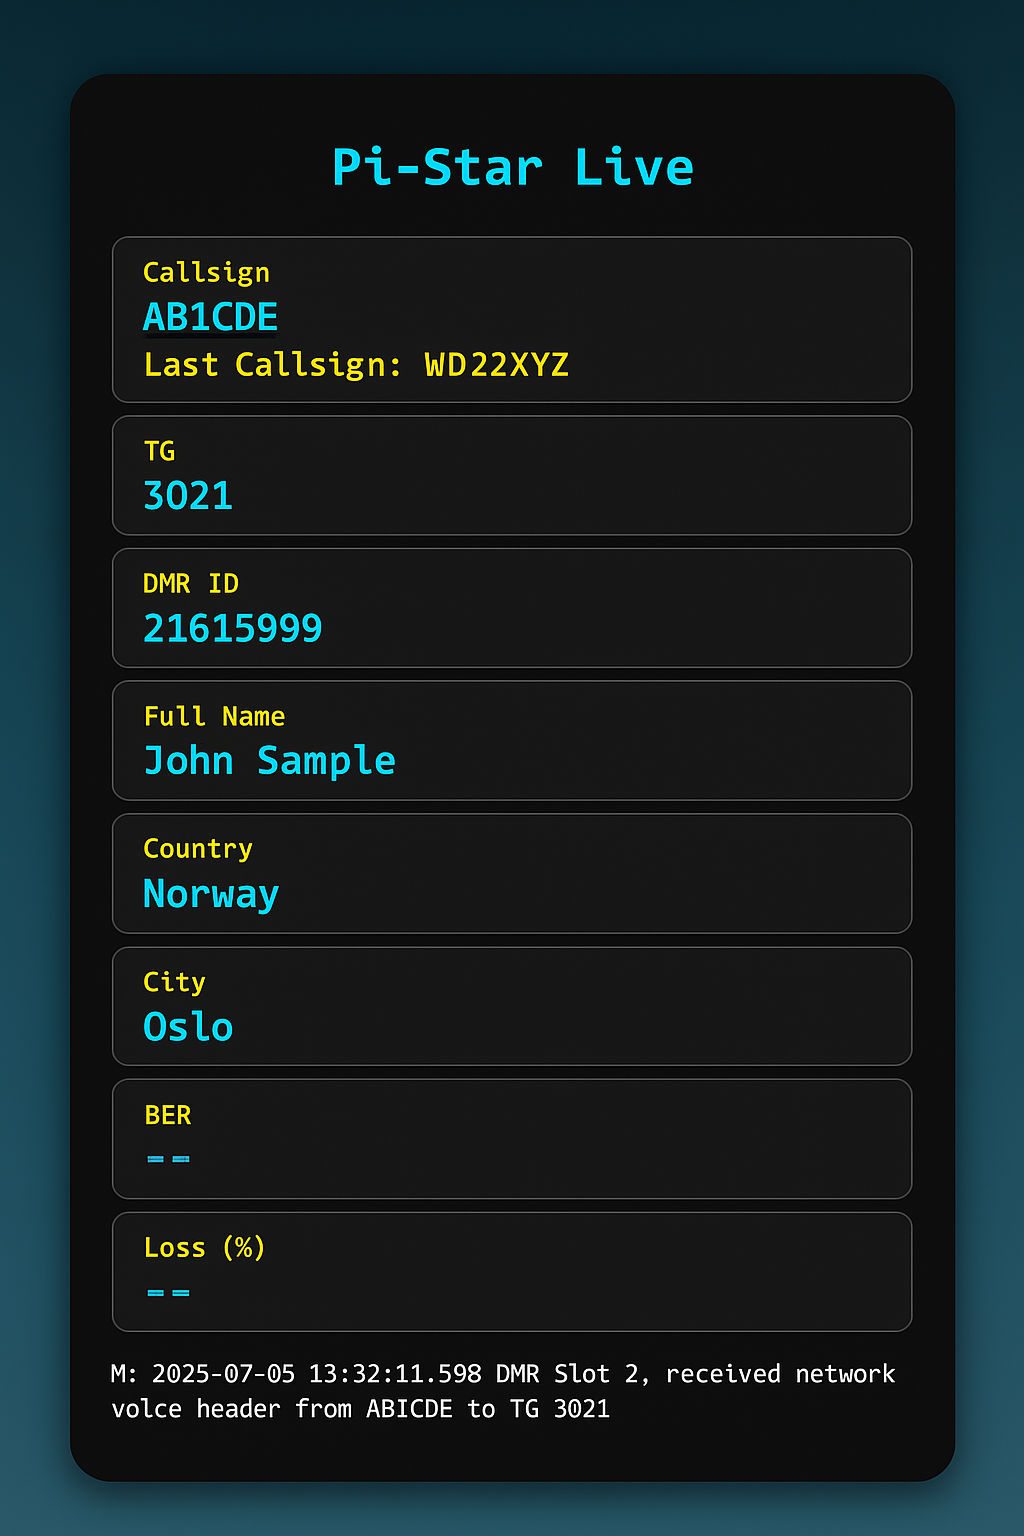 Pi-Star Live
Callsign
AB1CDE
Last Callsign: WD22XYZ
TG
3021
DMR ID
21615999
Full Name
John Sample
Country
Norway
City
Oslo
BER
--
Loss (%)
--
M: 2025-07-05 13:32:11.598 DMR Slot 2, received network
volce header from ABICDE to TG 3021